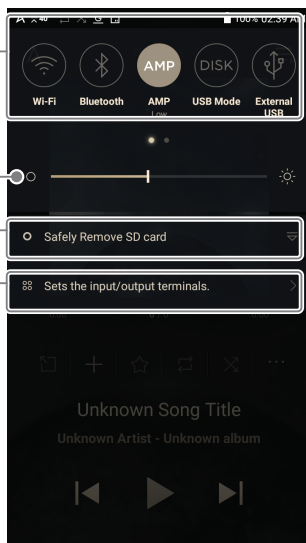 100% 02:39 A
AMP
DISK
Wi-Fi Bluetooth AMP USB Mode External
Low USB
Safely Remove SD card
Sets the input/output terminals.
Unknown Song Title
Unknown Artist - Unknown album